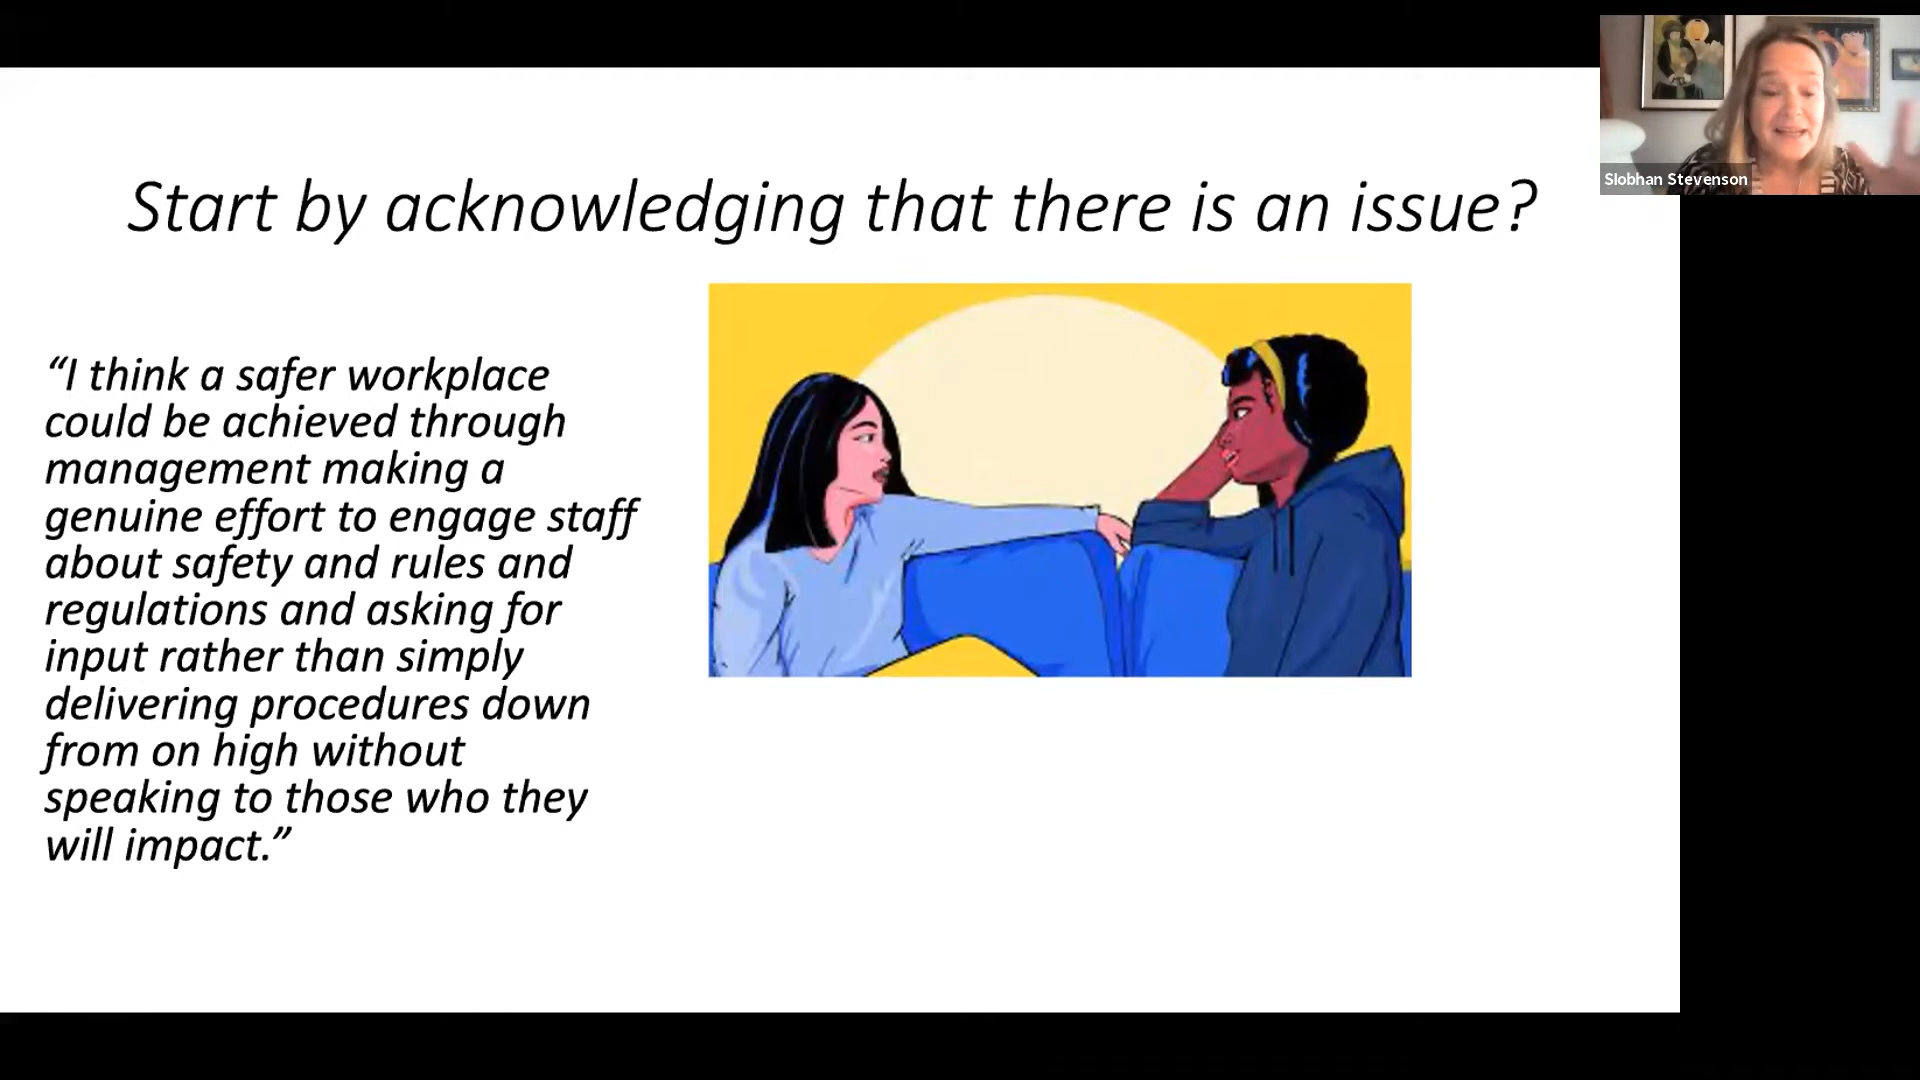 Start by acknowledging that there is an issue?
“I think a safer workplace
could be achieved through
management making a
genuine effort to engage staff
about safety and rules and
regulations and asking for
input rather than simply
delivering procedures down
from on high without
speaking to those who they
will impact.”
Siobhan Stevenson